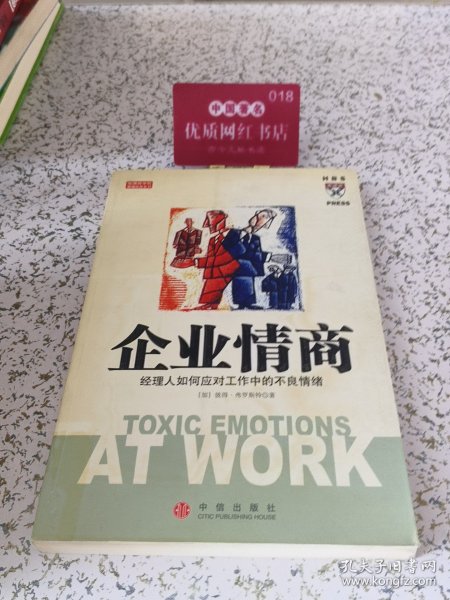 018
中国著名
优质网红书店
HBS
PRESS
企业情商
经理人如何应对工作中的不良情绪
[加] 彼得·弗罗斯特◎著
TOXIC EMOTIONS
AT WORK
中信出版社
CITIC PUBLISHING HOUSE
孔夫子旧书网
www.kongfz.com